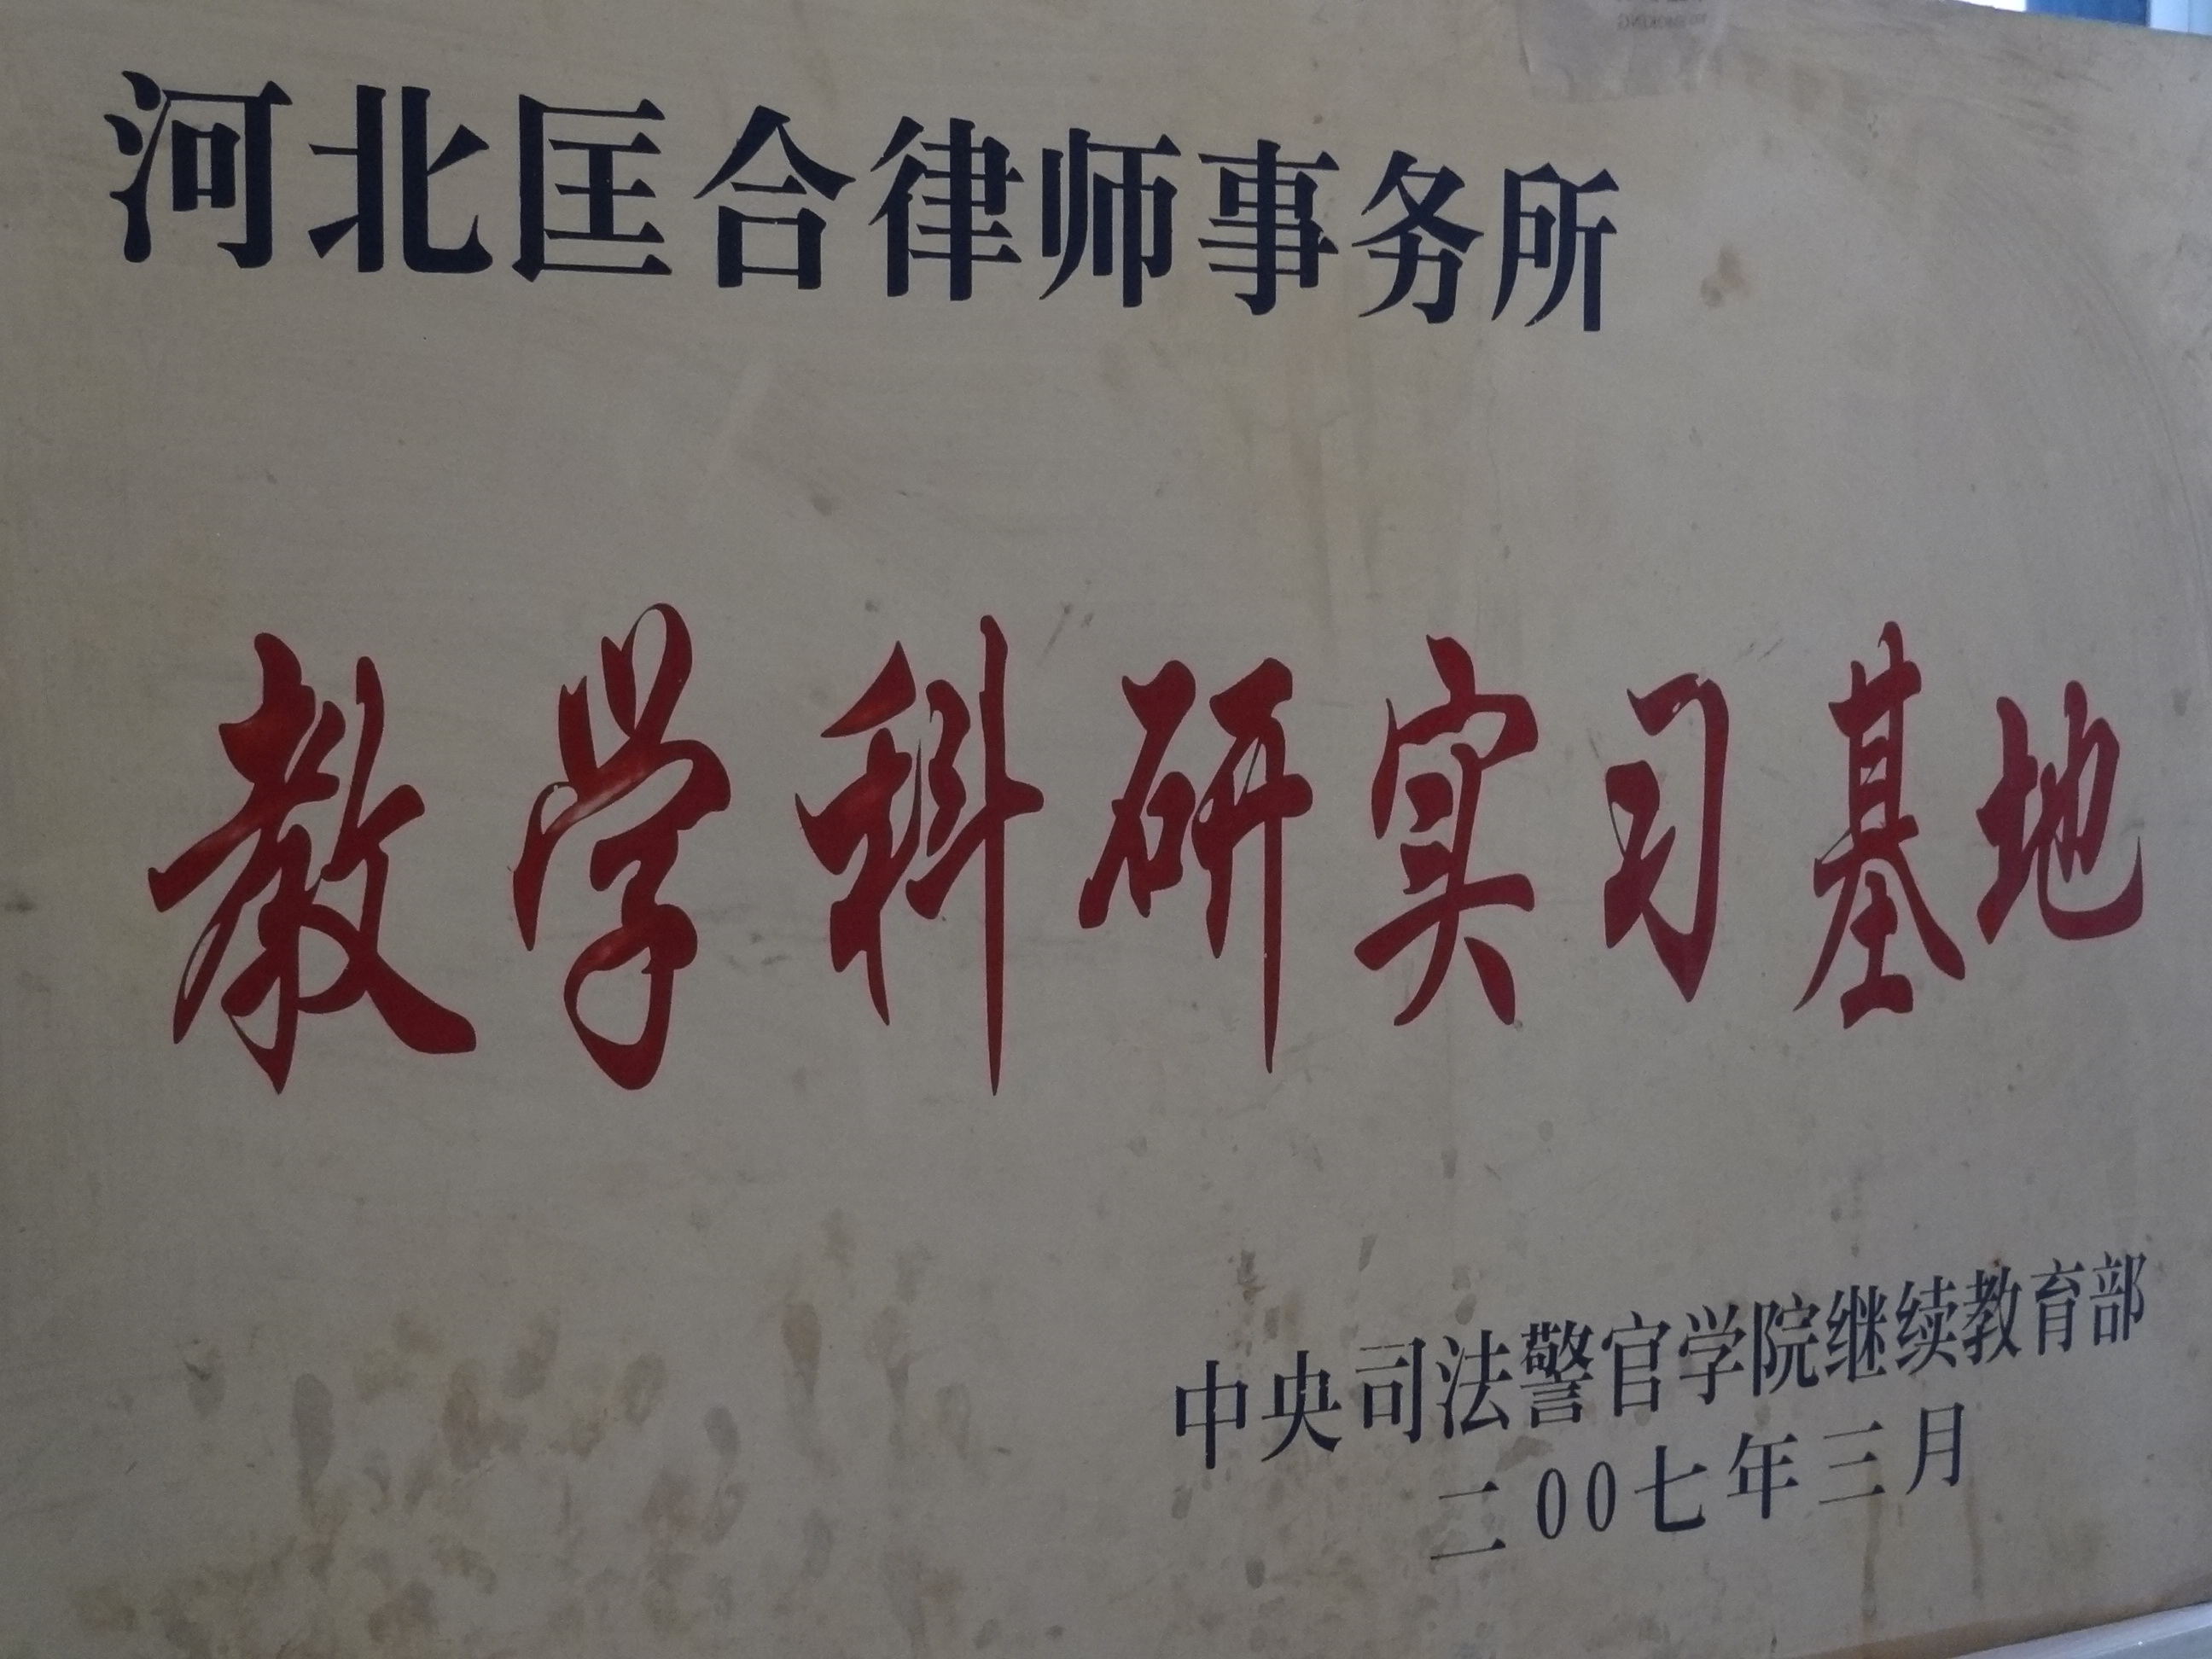 河北匡合律师事务所
教学科研实习基地
中央司法警官学院继续教育部
二00七年三月